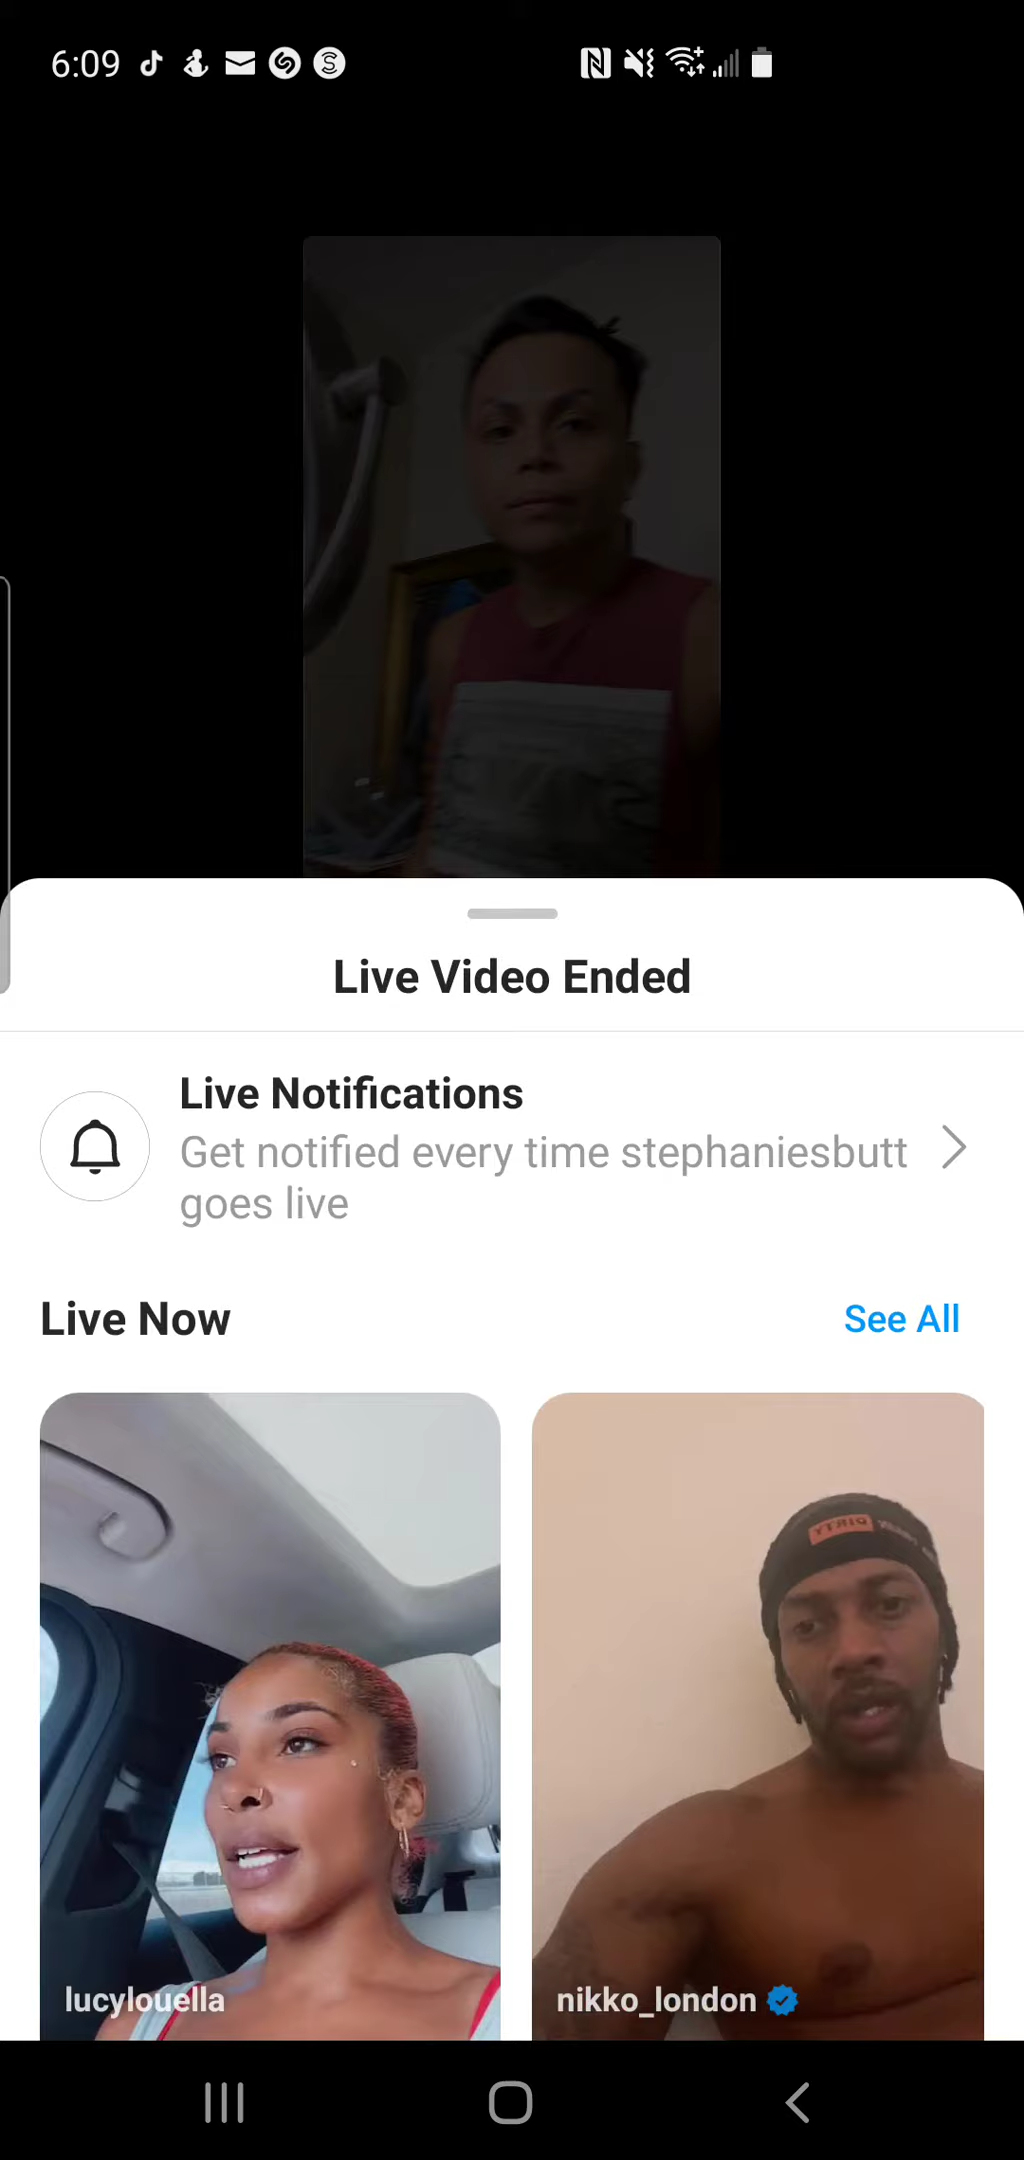 6:09
Live Video Ended
Live Notifications
Get notified every time stephaniesbutt
goes live
Live Now
See All
DIRTY
lucylouella
nikko_london